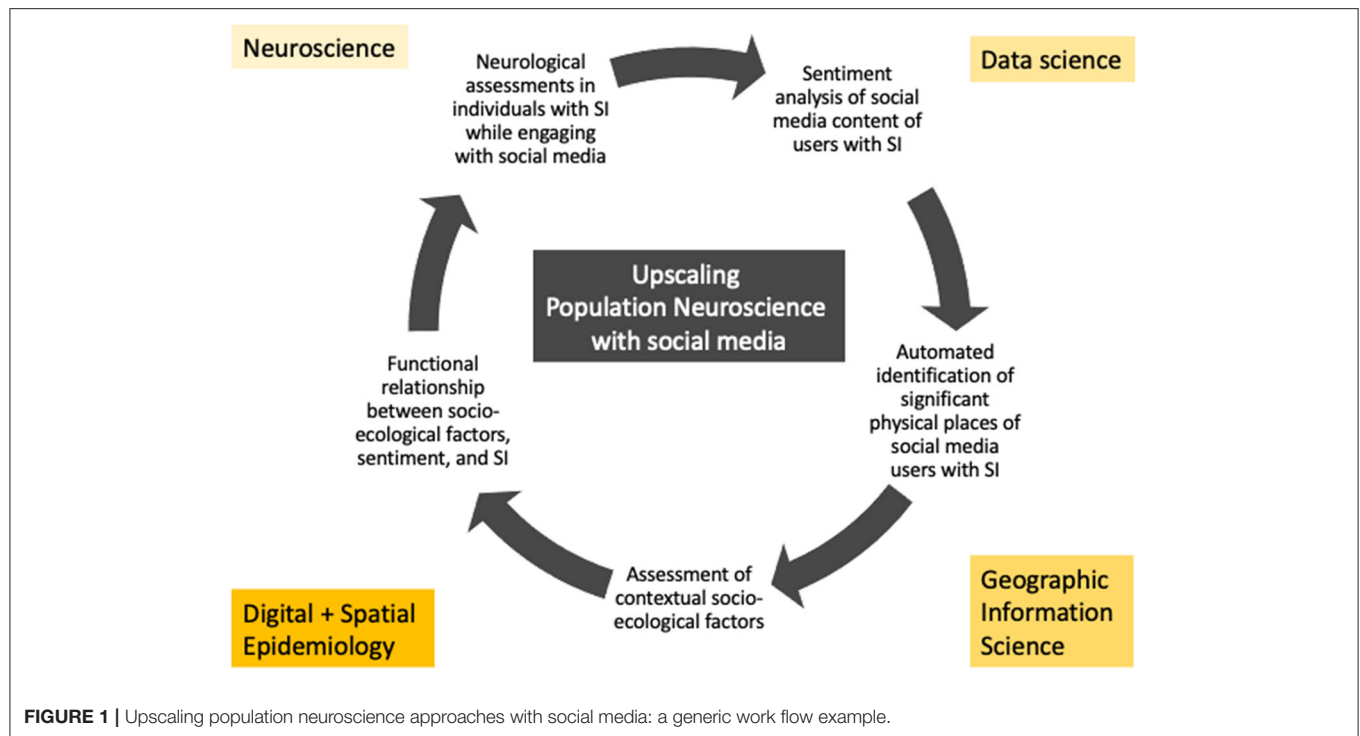 Neuroscience
Neurological
assessments in
individuals with SI
while engaging
with social media
Sentiment
analysis of social
media content of
users with SI
Data science
Upscaling
Population Neuroscience
with social media
Automated
identification of
significant
physical places of
social media
users with SI
Functional
relationship
between socio-
ecological factors,
sentiment, and SI
Assessment of
contextual socio-
ecological factors
Digital + Spatial
Epidemiology
Geographic
Information
Science
FIGURE 1 | Upscaling population neuroscience approaches with social media: a generic work flow example.